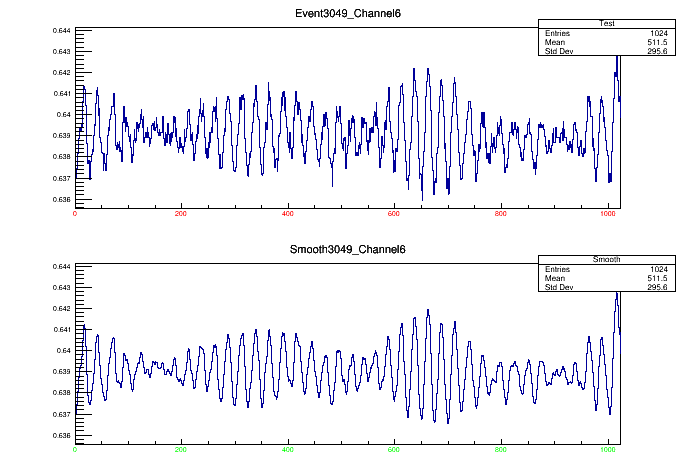 Event3049_Channel6
Test
Entries 1024
Mean 511.5
Std Dev 295.6
0.644
0.643
0.642
0.641
0.64
0.639
0.638
0.637
0.636
0 200 400 600 800 1000
Smooth3049_Channel6
Smooth
Entries 1024
Mean 511.5
Std Dev 295.6
0.644
0.643
0.642
0.641
0.64
0.639
0.638
0.637
0.636
0 200 400 600 800 1000